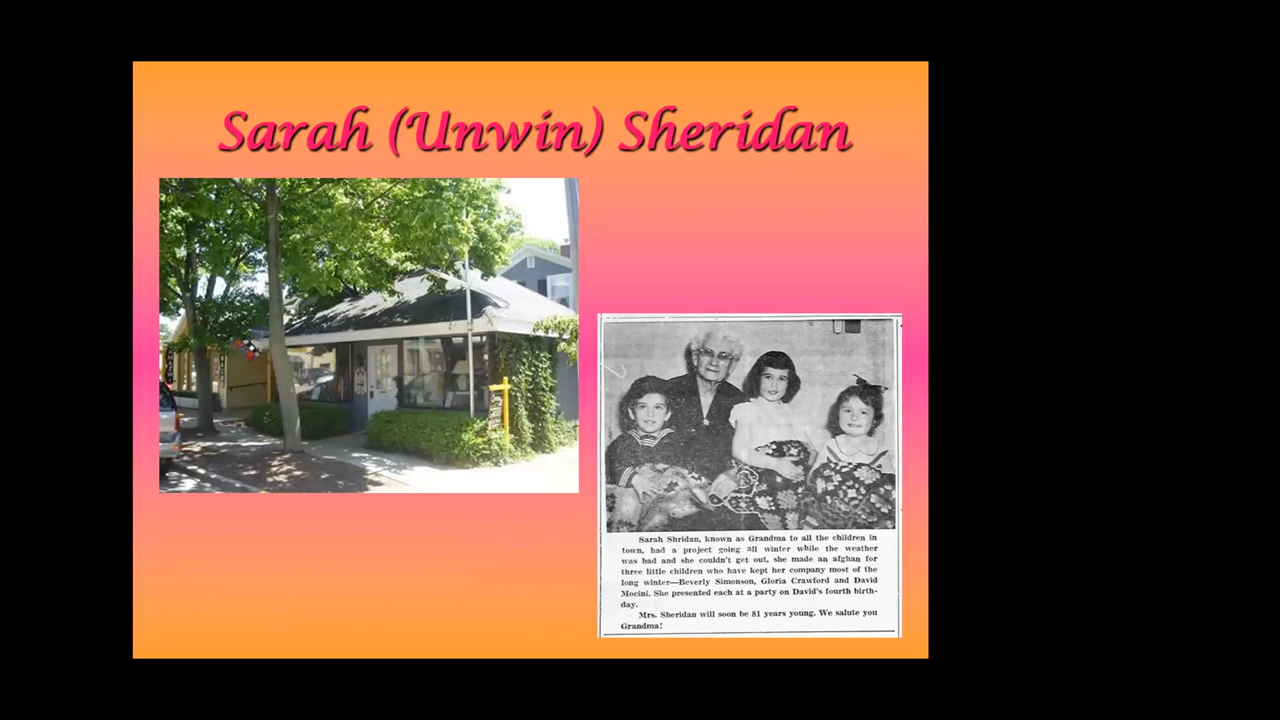 Sarah (Unwin) Sheridan
Sarah Shridan, known as Grandma to all the children in
town, had a project going all winter while the weather
was bad and she couldn't get out, she made an afghan for
three little children who have kept her company most of the
long winter—Beverly Simonson, Gloria Crawford and David
Mocini. She presented each at a party on David's fourth birth-
day.
Mrs. Sheridan will soon be 81 years young. We salute you
Grandma!